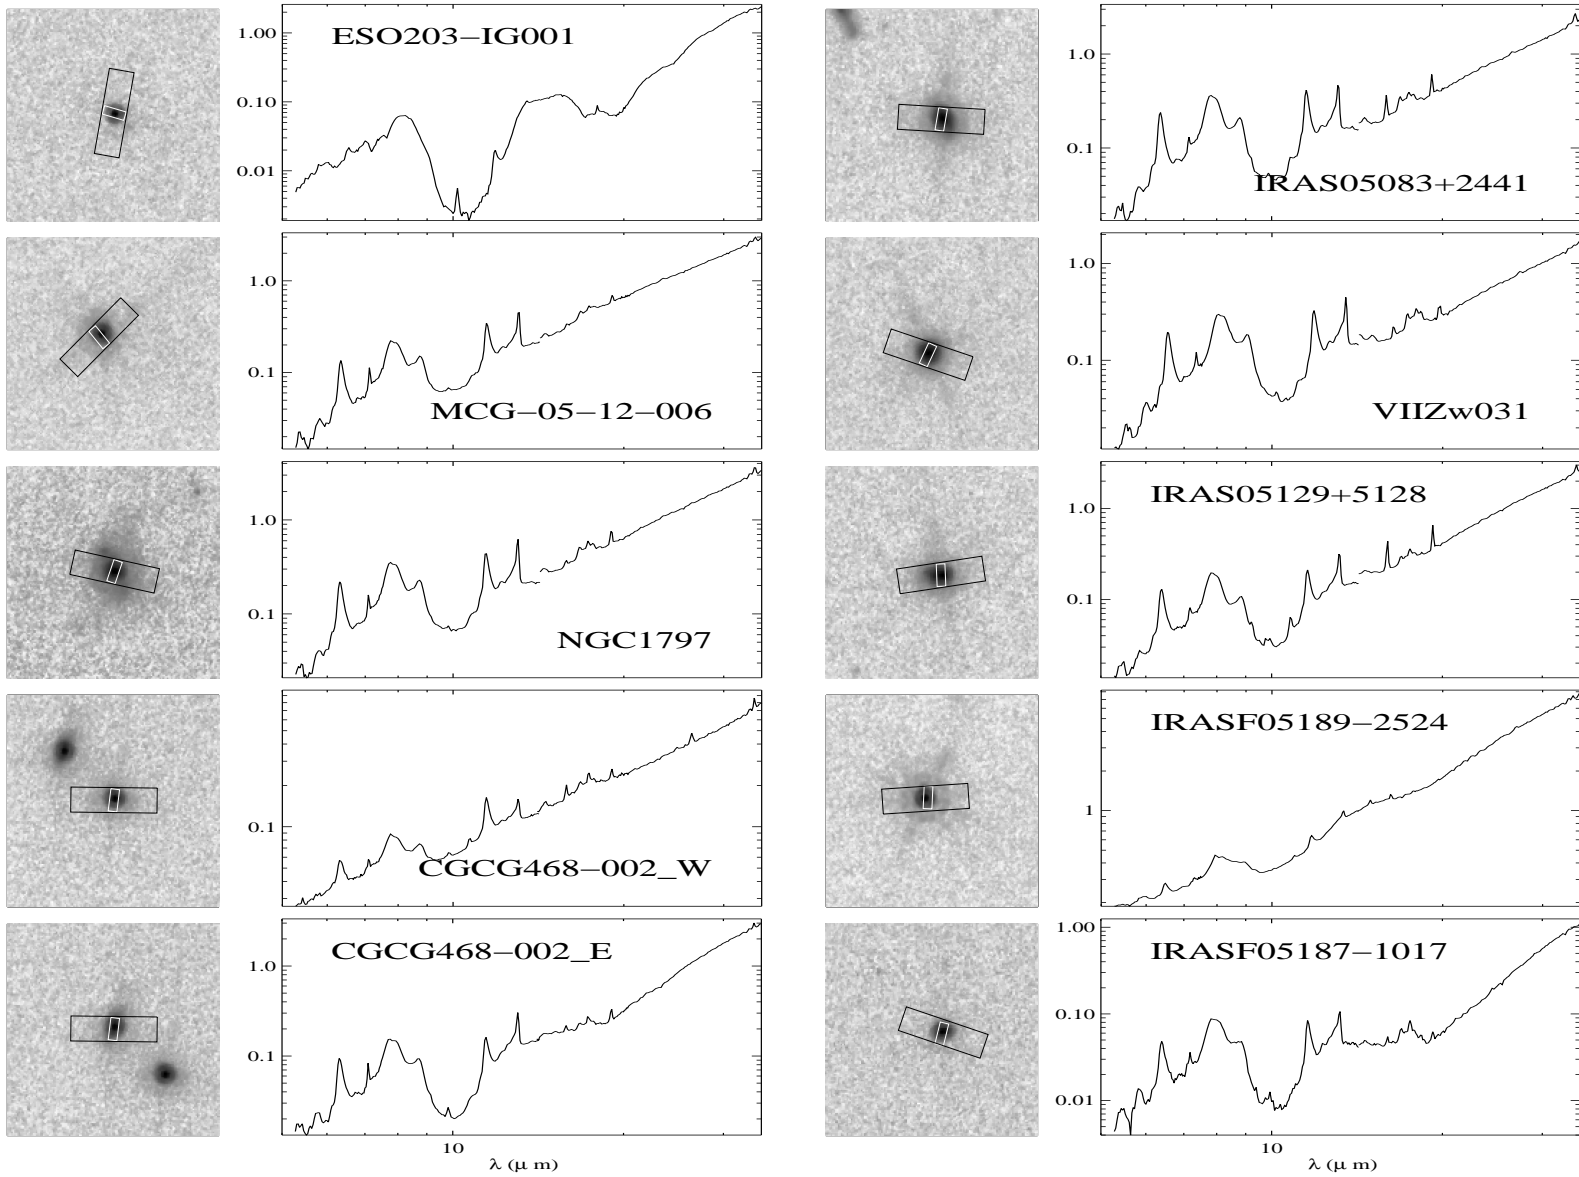 ESO203−IG001
1.00
0.10
0.01
IRAS05083+2441
1.0
0.1
MCG−05−12−006
1.0
0.1
VIIZw031
1.0
0.1
NGC1797
1.0
0.1
IRAS05129+5128
1.0
0.1
CGCG468−002_W
0.1
IRASF05189−2524
1
CGCG468−002_E
1.0
0.1
10
λ (μ m)
IRASF05187−1017
1.00
0.10
0.01
10
λ (μ m)